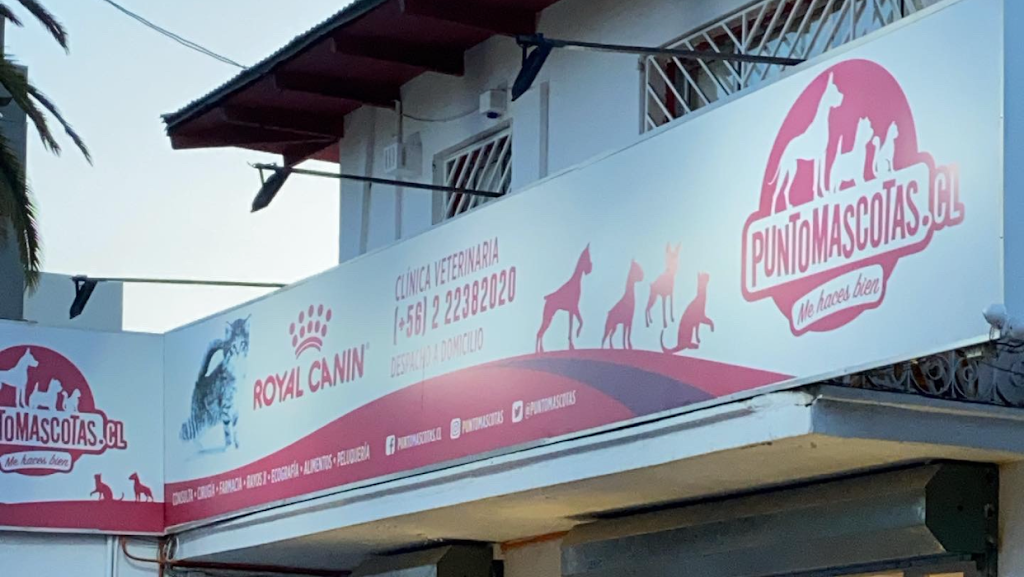 PUNTOMASCOTAS.CL
Me haces bien
ROYAL CANIN
CLÍNICA VETERINARIA
(+56) 2 22382020
DESPACHO A DOMICILIO
CONSULTA • CIRUGÍA • FARMACIA • RAYOS X • ECOGRAFÍA • ALIMENTOS • PELUQUERÍA
PUNTOMASCOTAS.CL
PUNTOMASCOTAS
@PUNTOMASCOTAS
PUNTOMASCOTAS.CL
Me haces bien